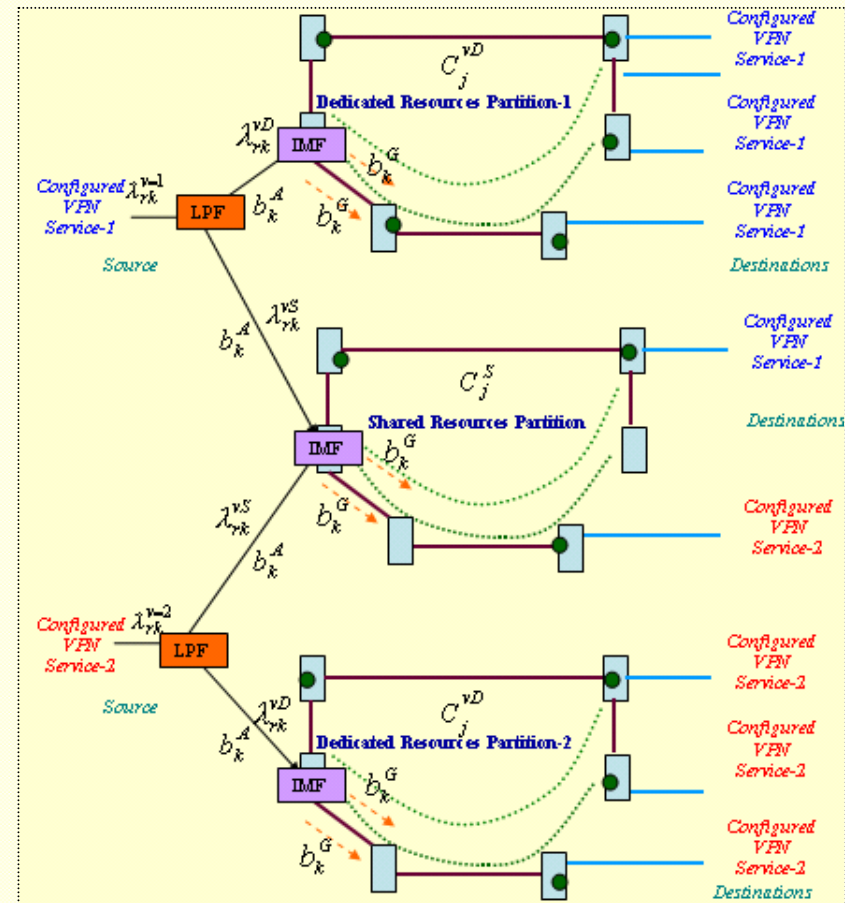 Configured
VPN
Service-1
C_j^{vD}
Dedicated Resources Partition-1
Configured
VPN
Service-1
λ_{rk}^{vD}
IMF
b_k^G
Configured
VPN
Service-1
λ_{rk}^{v=1}
LPF
b_k^A
b_k^G
Configured
VPN
Service-1
Source
Destinations
λ_{rk}^{vS}
b_k^A
Configured
VPN
Service-1
C_j^S
Shared Resources Partition
Destinations
IMF
b_k^G
b_k^G
λ_{rk}^{vS}
b_k^A
Configured
VPN
Service-2
Configured
VPN
Service-2
λ_{rk}^{v=2}
LPF
Source
Configured
VPN
Service-2
λ_{rk}^{vD}
C_j^{vD}
b_k^A
Dedicated Resources Partition-2
Configured
VPN
Service-2
IMF
b_k^G
b_k^G
Configured
VPN
Service-2
Destinations